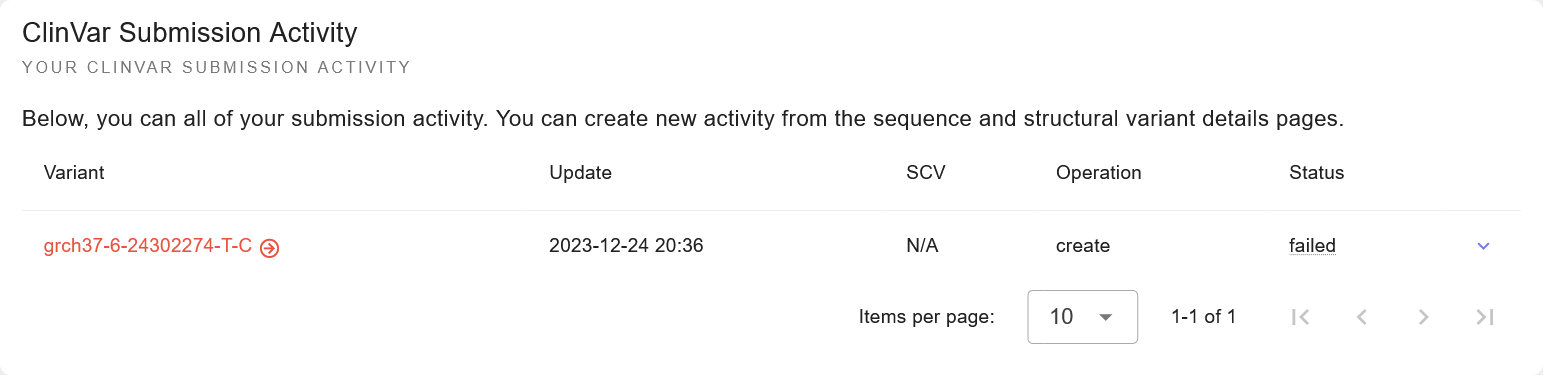 ClinVar Submission Activity
YOUR CLINVAR SUBMISSION ACTIVITY
Below, you can all of your submission activity. You can create new activity from the sequence and structural variant details pages.
Variant Update SCV Operation Status
grch37-6-24302274-T-C 2023-12-24 20:36 N/A create failed
Items per page: 10 1-1 of 1